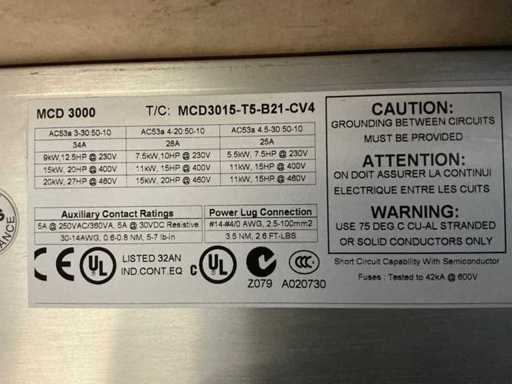 MCD 3000 T/C: MCD3015-T5-B21-CV4
AC53a 3-30:50-10 AC53a 4-20:50-10 AC53a 4.5-30:50-10
34A 28A 25A
9kW,12.5HP @ 230V 7.5kW,10HP @ 230V 5.5kW, 7.5HP @ 230V
15kW, 20HP @ 400V 11kW, 15HP @ 400V 11kW, 15HP @ 400V
20kW, 27HP @ 460V 15kW, 20HP @ 460V 11kW, 15HP @ 460V
Auxiliary Contact Ratings Power Lug Connection
5A @ 250VAC/360VA, 5A @ 30VDC Resistive #14-#4/0 AWG, 2.5-100mm2
30-14AWG, 0.6-0.8 NM, 5-7 lb-in 3.5 NM, 2.6 FT-LBS
CE UL LISTED 32AN
IND.CONT.EQ
C UL
Z079
CCC
A020730
CAUTION:
GROUNDING BETWEEN CIRCUITS
MUST BE PROVIDED
ATTENTION:
ON DOIT ASSURER LA CONTINUI
ELECTRIQUE ENTRE LES CUITS
WARNING:
USE 75 DEG C CU-AL STRANDED
OR SOLID CONDUCTORS ONLY
Short Circuit Capability With Semiconductor
Fuses : Tested to 42kA @ 600V